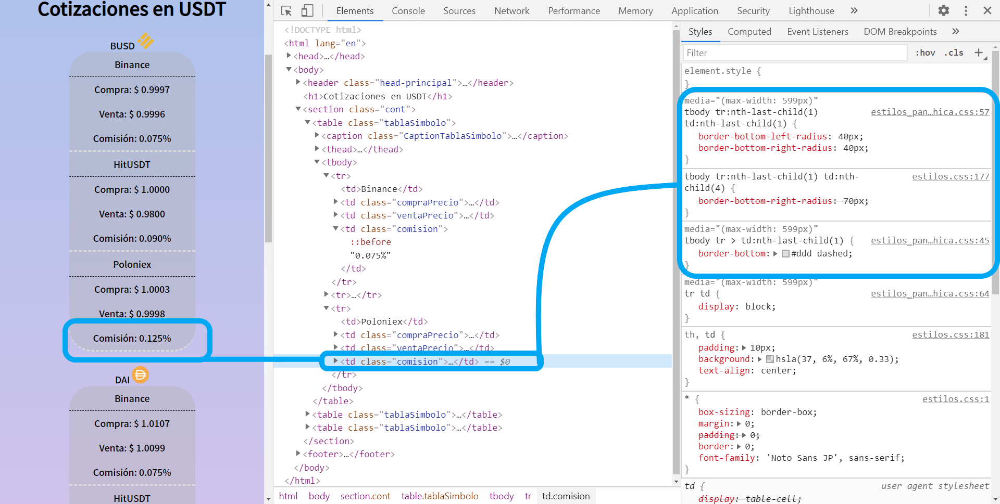 Cotizaciones en USDT
BUSD
Binance
Compra: $ 0.9997
Venta: $ 0.9996
Comisión: 0.075%
HitUSDT
Compra: $ 1.0000
Venta: $ 0.9800
Comisión: 0.090%
Poloniex
Compra: $ 1.0003
Venta: $ 0.9998
Comisión: 0.125%
DAI
Binance
Compra: $ 1.0107
Venta: $ 1.0099
Comisión: 0.075%
HitUSDT
Elements Console Sources Network Performance Memory Application Security Lighthouse »
<!DOCTYPE html>
<html lang="en">
<head>…</head>
<body>
<header class="head-principal">…</header>
<h1>Cotizaciones en USDT</h1>
<section class="cont">
<table class="tablaSimbolo">
<caption class="CaptionTablaSimbolo">…</caption>
<thead>…</thead>
<tbody>
<tr>
<td>Binance</td>
<td class="compraPrecio">…</td>
<td class="ventaPrecio">…</td>
<td class="comision">
::before
"0.075%"
</td>
</tr>
<tr>…</tr>
<tr>
<td>Poloniex</td>
<td class="compraPrecio">…</td>
<td class="ventaPrecio">…</td>
<td class="comision">…</td> == $0
</tr>
</tbody>
</table>
<table class="tablaSimbolo">…</table>
<table class="tablaSimbolo">…</table>
</section>
<footer>…</footer>
</body>
</html>
html body section.cont table.tablaSimbolo tbody tr td.comision
Styles Computed Event Listeners DOM Breakpoints »
Filter :hov .cls +
element.style {
}
media="(max-width: 599px)"
tbody tr:nth-last-child(1) estilos_pan…hica.css:57
td:nth-last-child(1) {
border-bottom-left-radius: 40px;
border-bottom-right-radius: 40px;
}
tbody tr:nth-last-child(1) td:nth- estilos.css:177
child(4) {
border-bottom-right-radius: 70px;
}
media="(max-width: 599px)"
tbody tr > td:nth-last-child(1) { estilos_pan…hica.css:45
border-bottom: #ddd dashed;
}
media="(max-width: 599px)"
tr td { estilos_pan…hica.css:64
display: block;
}
th, td { estilos.css:181
padding: 10px;
background: hsla(37, 6%, 67%, 0.33);
text-align: center;
}
* { estilos.css:1
box-sizing: border-box;
margin: 0;
padding: 0;
border: 0;
font-family: 'Noto Sans JP', sans-serif;
}
td { user agent stylesheet
display: table-cell;